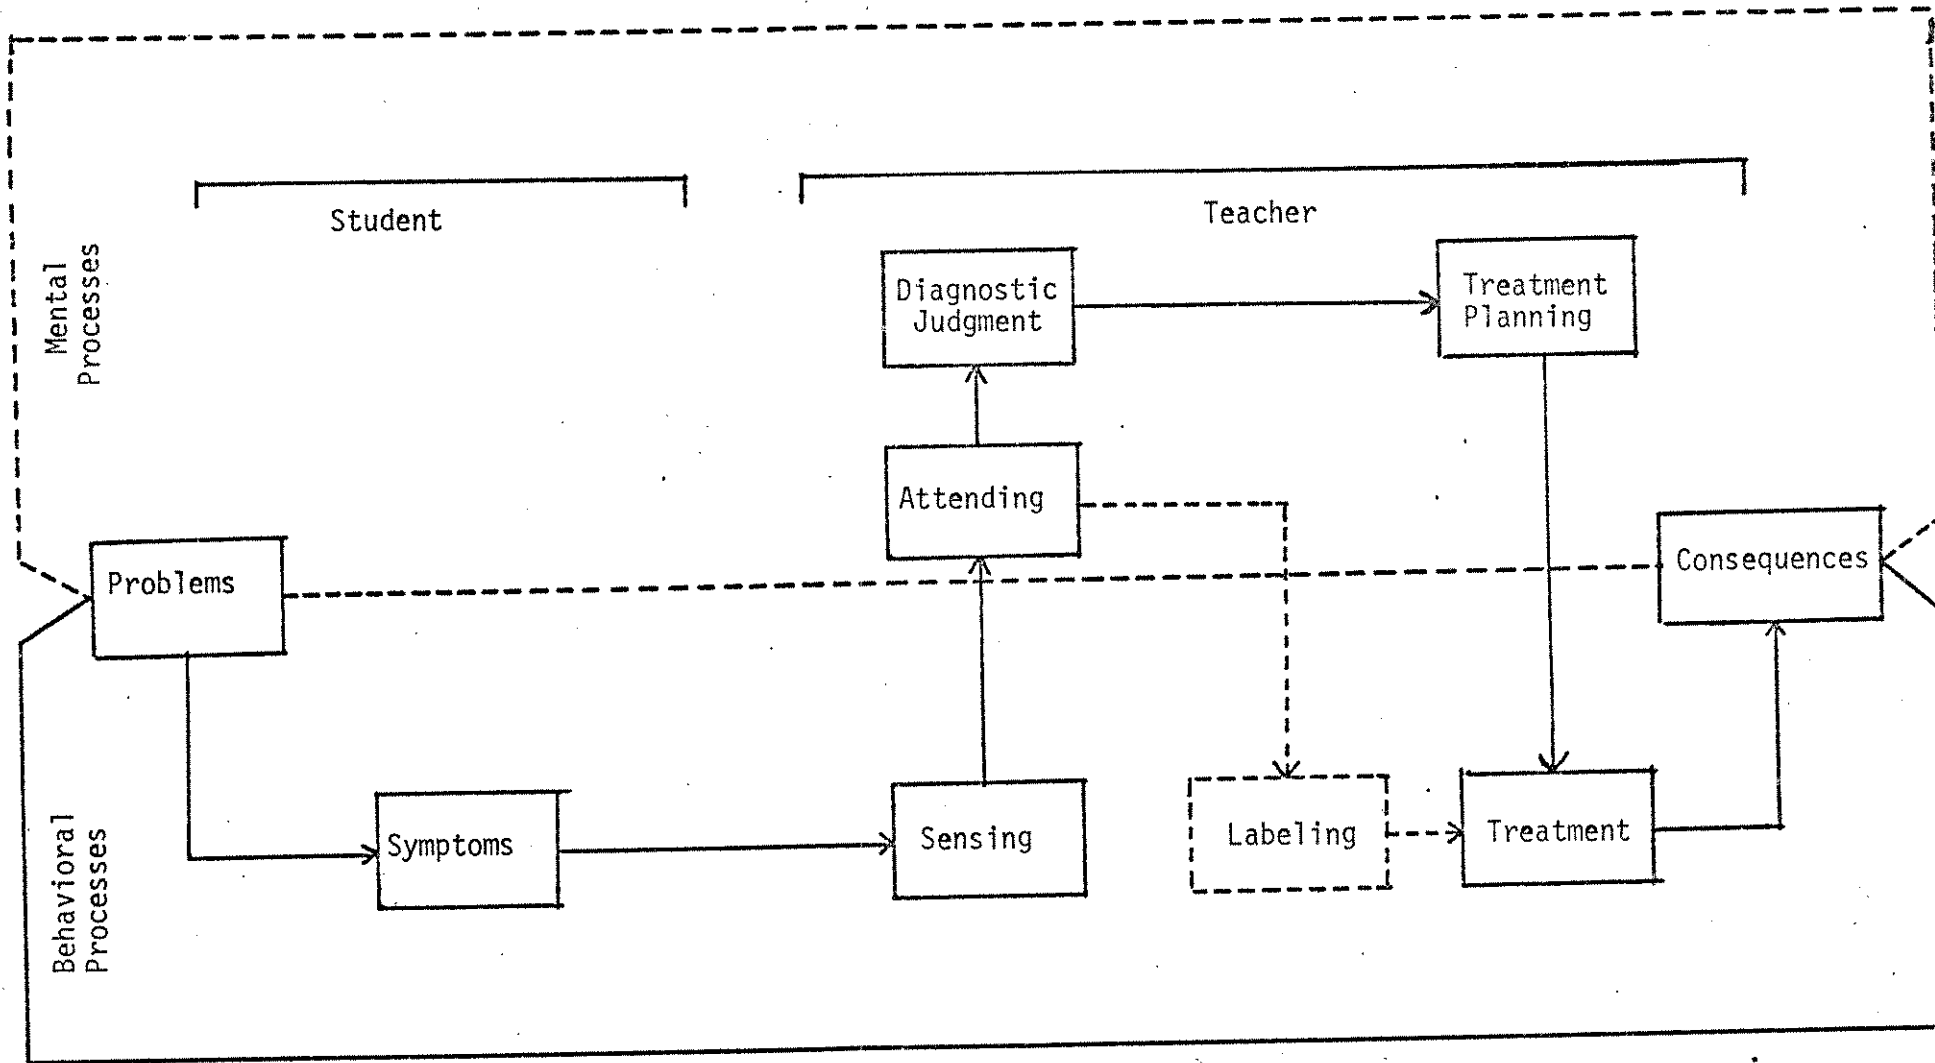 Student
Teacher
Mental
Processes
Diagnostic
Judgment
Treatment
Planning
Attending
Problems
Consequences
Behavioral
Processes
Symptoms
Sensing
Labeling
Treatment